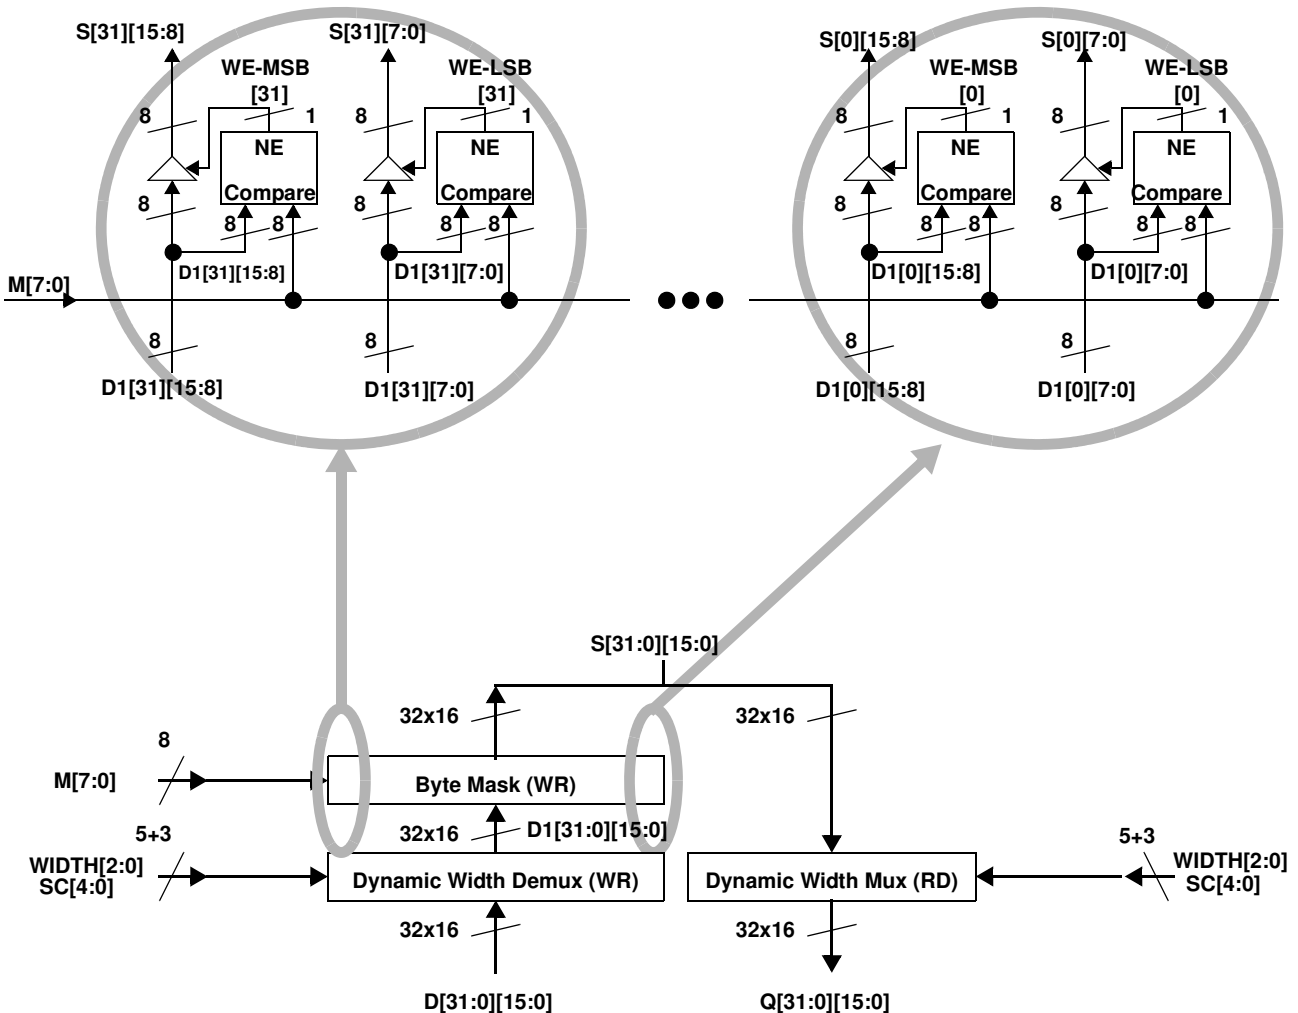 S[31][15:8] S[31][7:0] S[0][15:8] S[0][7:0]
WE-MSB WE-LSB WE-MSB WE-LSB
[31] [31] [0] [0]
8 1 8 1 8 1 8 1
NE NE NE NE
Compare Compare Compare Compare
8 8 8 8
8 8 8 8 8 8 8 8
D1[31][15:8] D1[31][7:0] D1[0][15:8] D1[0][7:0]
M[7:0]
8 8 8 8
D1[31][15:8] D1[31][7:0] D1[0][15:8] D1[0][7:0]
S[31:0][15:0]
32x16 32x16
8
M[7:0] Byte Mask (WR)
5+3 32x16 D1[31:0][15:0] 5+3
WIDTH[2:0] WIDTH[2:0]
SC[4:0] Dynamic Width Demux (WR) Dynamic Width Mux (RD) SC[4:0]
32x16 32x16
D[31:0][15:0] Q[31:0][15:0]